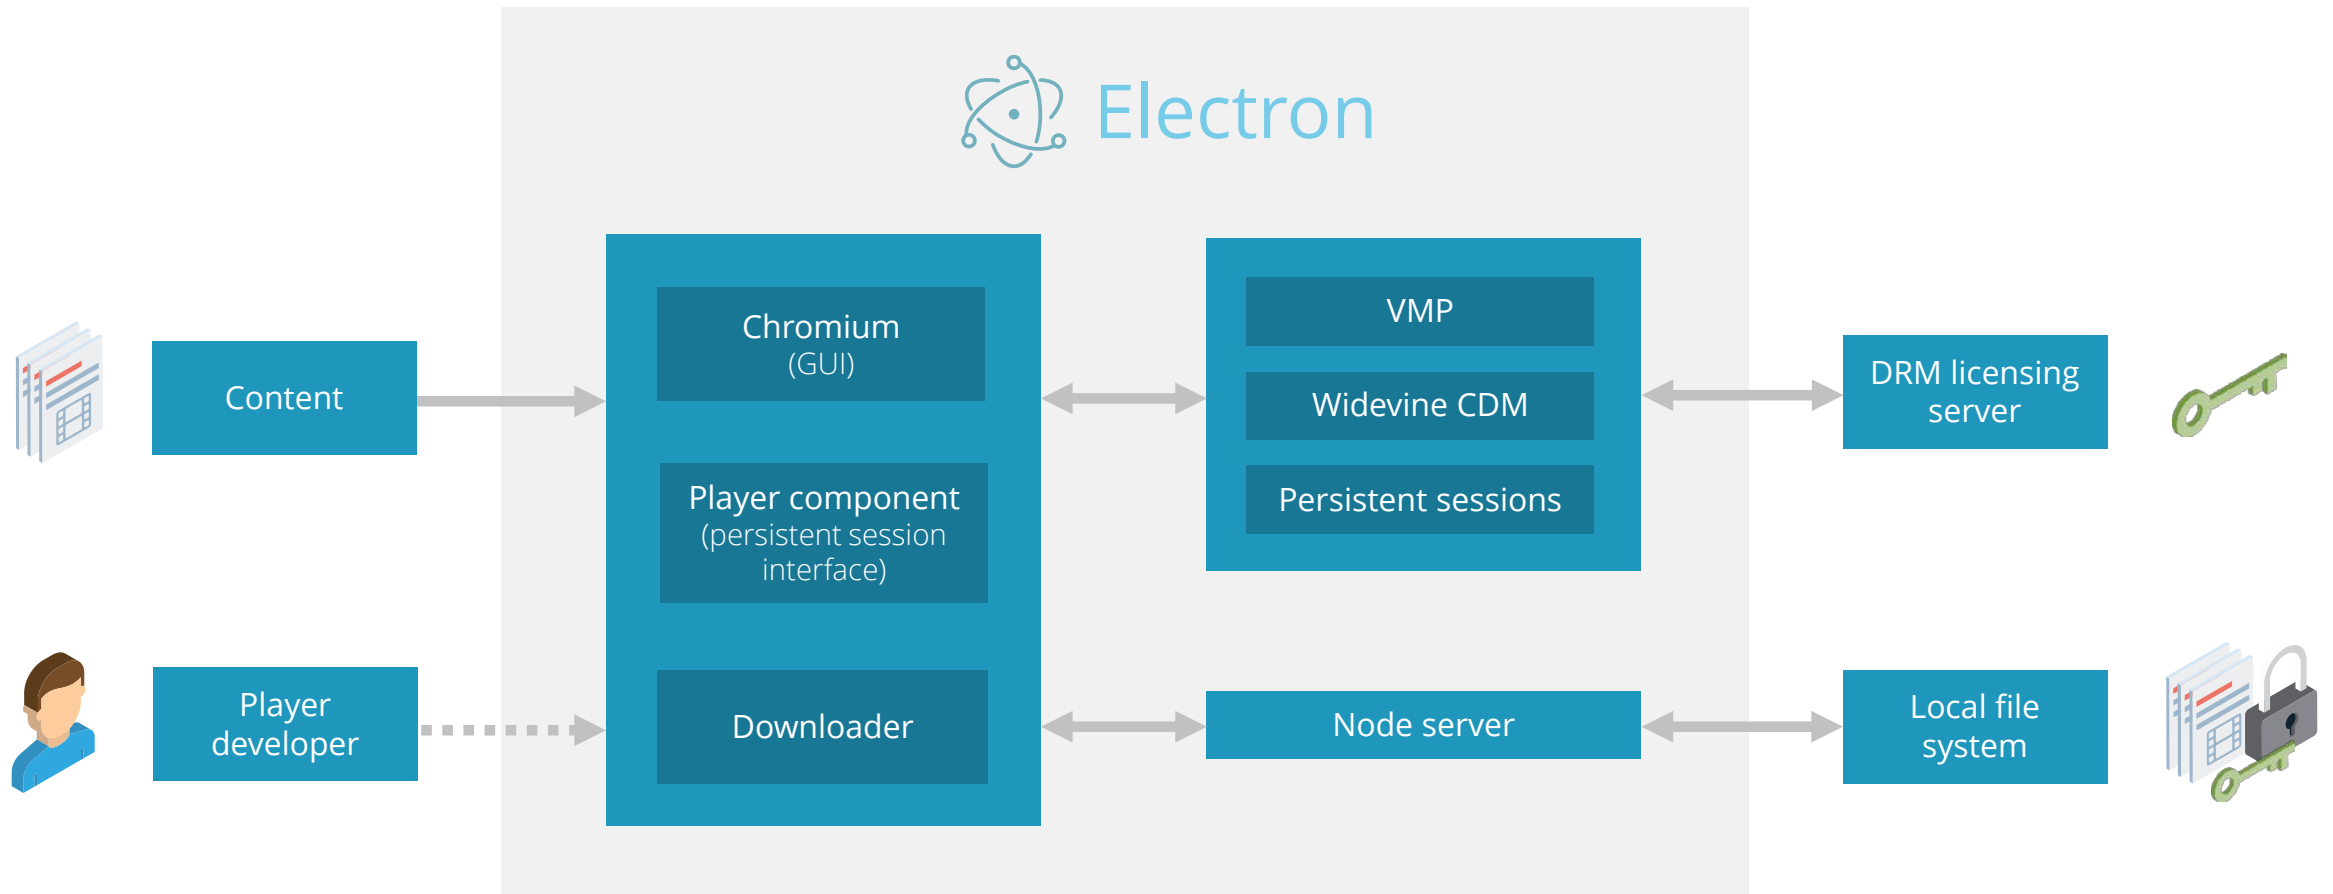 Electron
Content
Player
developer
Chromium
(GUI)
Player component
(persistent session
interface)
Downloader
VMP
Widevine CDM
Persistent sessions
Node server
DRM licensing
server
Local file
system